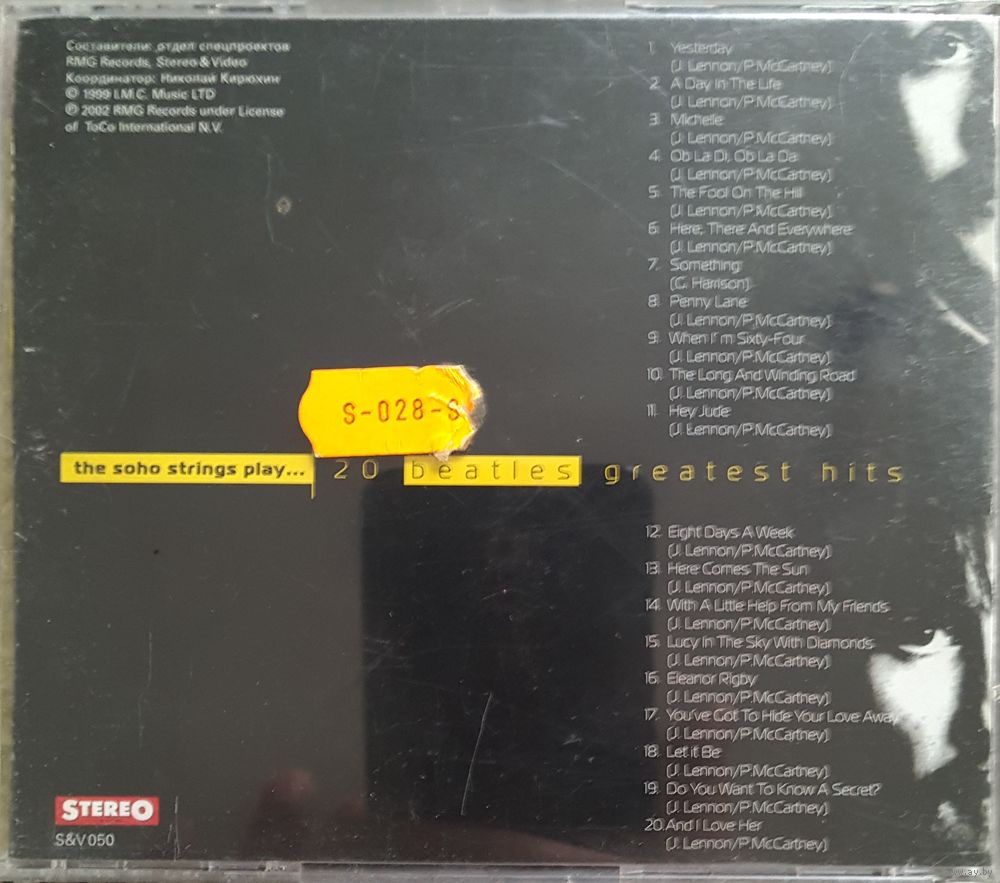 Составители: отдел спецпроектов
RMG Records, Stereo & Video
Координатор: Николай Кирюхин
© 1999 I.M.C. Music LTD
℗ 2002 RMG Records under License
of ToCo International N.V.
1. Yesterday
(J. Lennon/P.McCartney)
2. A Day In The Life
(J. Lennon/P.McCartney)
3. Michelle
(J. Lennon/P.McCartney)
4. Ob La Di, Ob La Da
(J. Lennon/P.McCartney)
5. The Fool On The Hill
(J. Lennon/P.McCartney)
6. Here, There And Everywhere
(J. Lennon/P.McCartney)
7. Something
(G. Harrison)
8. Penny Lane
(J. Lennon/P.McCartney)
9. When I'm Sixty-Four
(J. Lennon/P.McCartney)
10. The Long And Winding Road
(J. Lennon/P.McCartney)
11. Hey Jude
(J. Lennon/P.McCartney)
S-028-S
the soho strings play... 20 beatles greatest hits
12. Eight Days A Week
(J. Lennon/P.McCartney)
13. Here Comes The Sun
(J. Lennon/P.McCartney)
14. With A Little Help From My Friends
(J. Lennon/P.McCartney)
15. Lucy In The Sky With Diamonds
(J. Lennon/P.McCartney)
16. Eleanor Rigby
(J. Lennon/P.McCartney)
17. You've Got To Hide Your Love Away
(J. Lennon/P.McCartney)
18. Let it Be
(J. Lennon/P.McCartney)
19. Do You Want To Know A Secret?
(J. Lennon/P.McCartney)
20. And I Love Her
(J. Lennon/P.McCartney)
STEREO
S&V 050